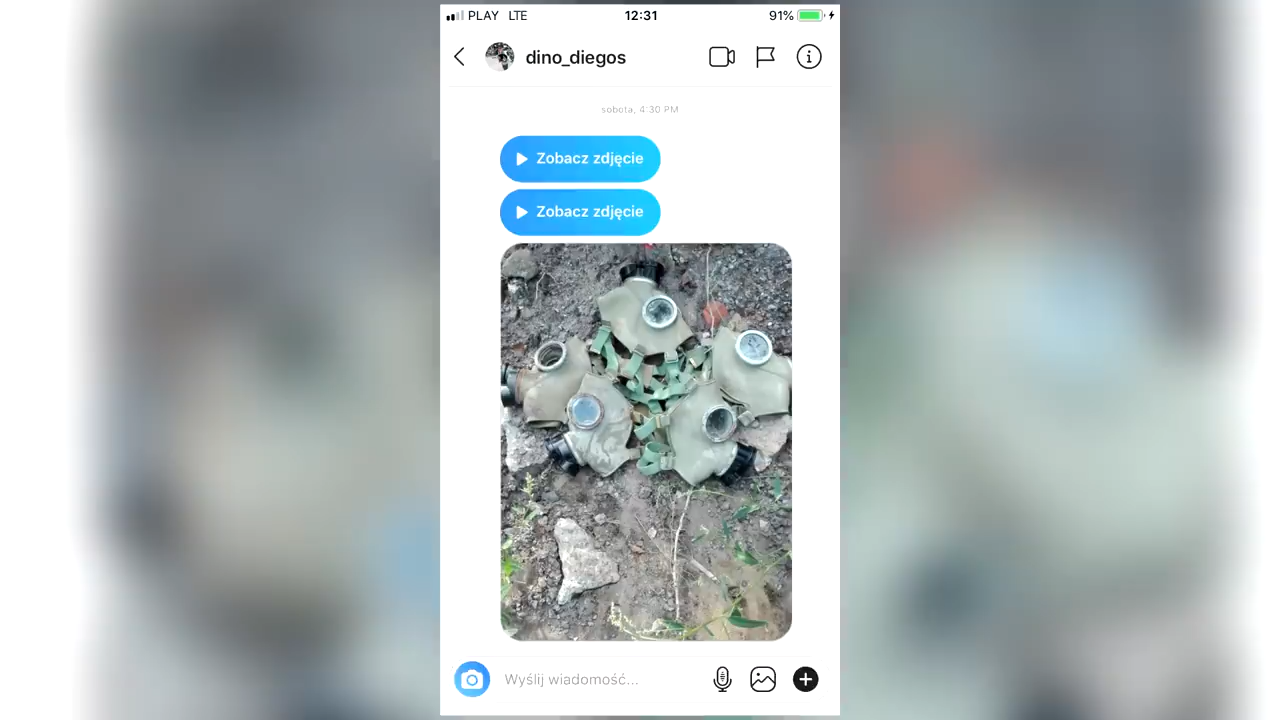 PLAY LTE 12:31 91%
dino_diegos
sobota, 4:30 PM
Zobacz zdjęcie
Zobacz zdjęcie
Wyślij wiadomość...